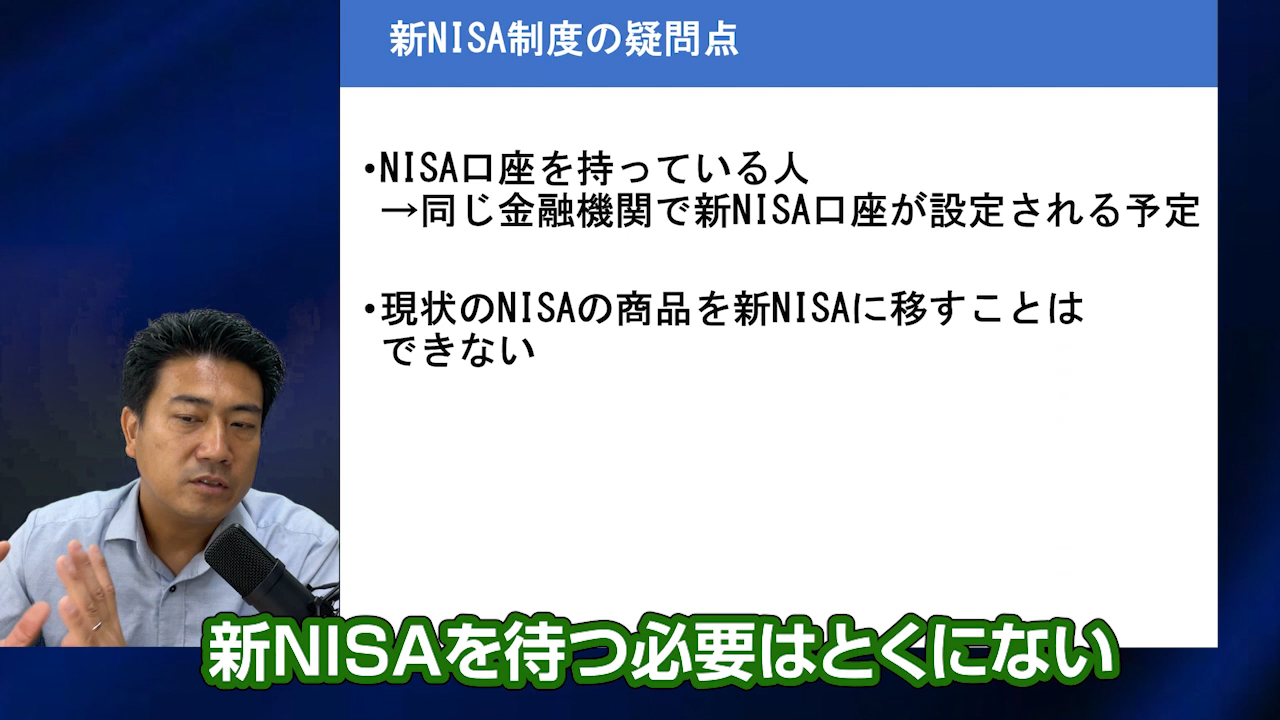 新NISA制度の疑問点
•NISA口座を持っている人
→同じ金融機関で新NISA口座が設定される予定
•現状のNISAの商品を新NISAに移すことは
できない
新NISAを待つ必要はとくにない